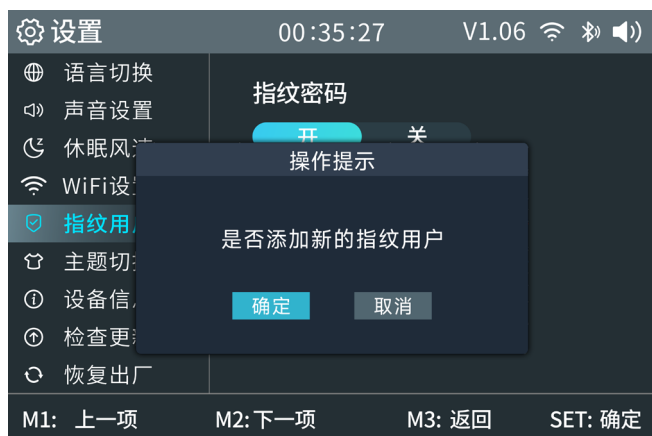 设置 00:35:27 V1.06
语言切换
声音设置
休眠风
WiFi设
指纹用
主题切
设备信
检查更
恢复出厂
指纹密码
开 关
操作提示
是否添加新的指纹用户
确定 取消
M1: 上一项 M2:下一项 M3: 返回 SET: 确定